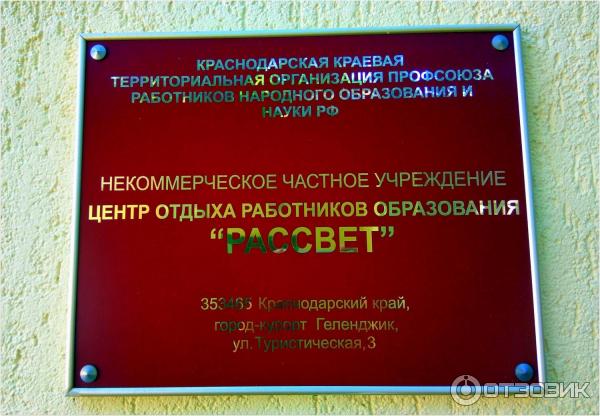 КРАСНОДАРСКАЯ КРАЕВАЯ
ТЕРРИТОРИАЛЬНАЯ ОРГАНИЗАЦИЯ ПРОФСОЮЗА
РАБОТНИКОВ НАРОДНОГО ОБРАЗОВАНИЯ И
НАУКИ РФ
НЕКОММЕРЧЕСКОЕ ЧАСТНОЕ УЧРЕЖДЕНИЕ
ЦЕНТР ОТДЫХА РАБОТНИКОВ ОБРАЗОВАНИЯ
“РАССВЕТ”
353465 Краснодарский край,
город-курорт Геленджик,
ул.Туристическая,3
ОТЗОВИК